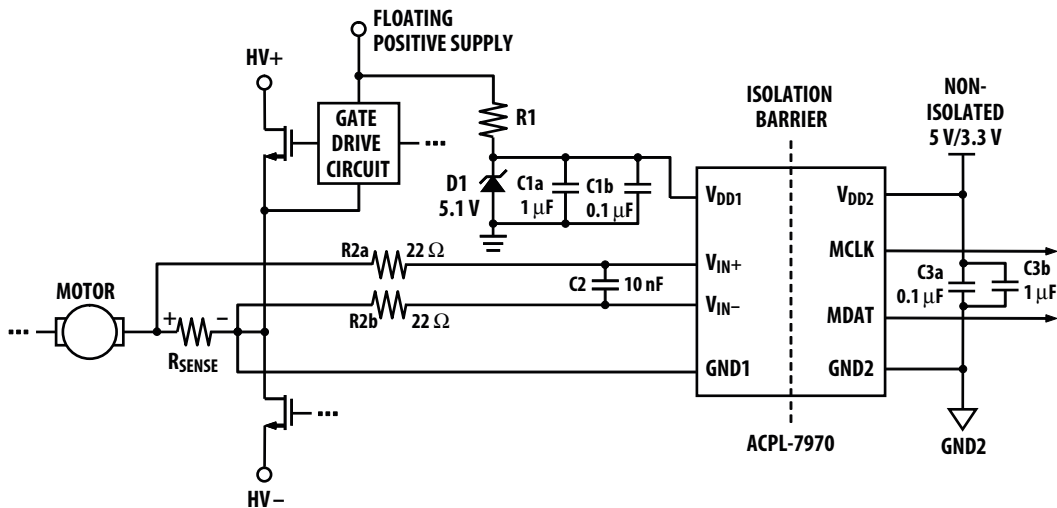 FLOATING
POSITIVE SUPPLY
HV+
GATE
DRIVE
CIRCUIT
R1
ISOLATION
BARRIER
NON-
ISOLATED
5 V/3.3 V
D1
5.1 V
C1a
1 μF
C1b
0.1 μF
VDD1
VDD2
R2a
22 Ω
VIN+
MCLK
C2
10 nF
C3a
0.1 μF
C3b
1 μF
MOTOR
+
−
RSENSE
R2b
22 Ω
VIN−
MDAT
GND1
GND2
ACPL-7970
GND2
HV−